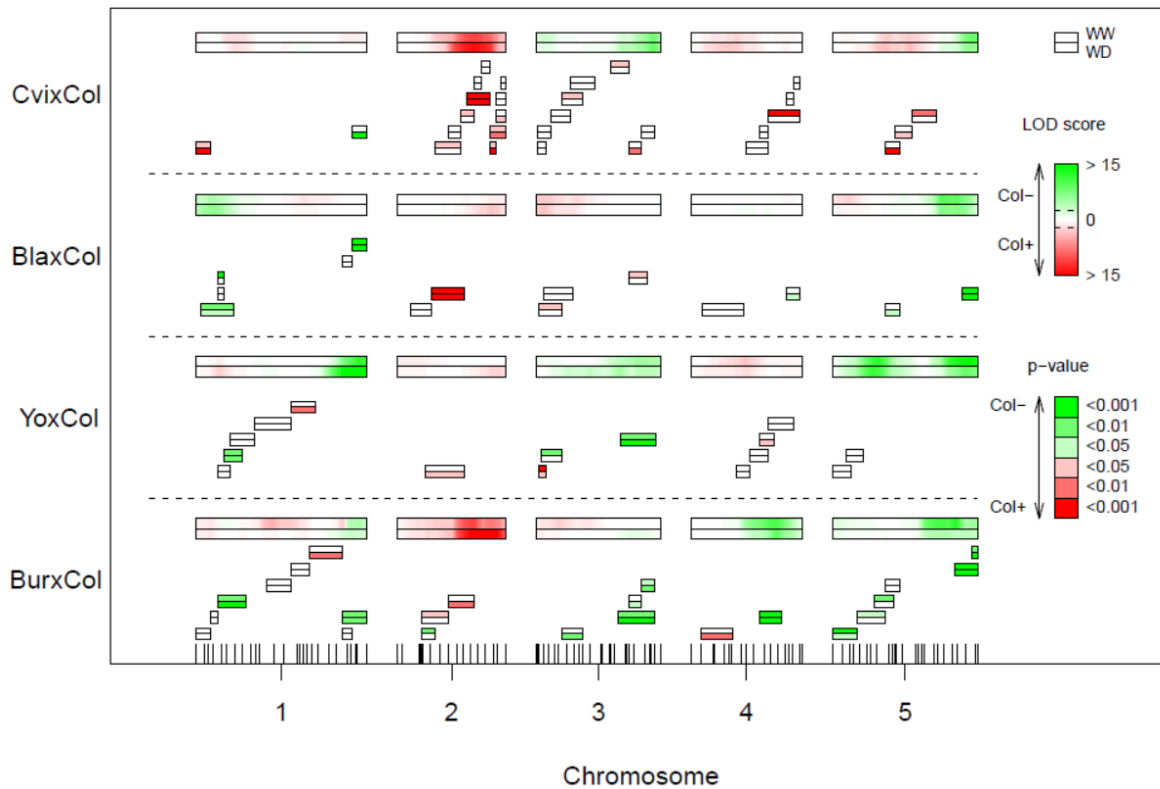 CvixCol
BlaxCol
YoxCol
BurxCol
WW
WD
LOD score
> 15
Col−
0
Col+
> 15
p−value
Col−
<0.001
<0.01
<0.05
<0.05
<0.01
Col+
<0.001
1 2 3 4 5
Chromosome